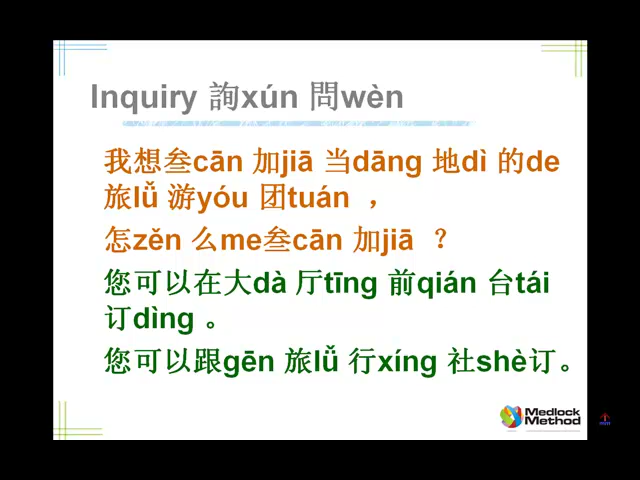 Inquiry 詢xún 問wèn
我想叁cān 加jiā 当dāng 地dì 的de
旅lǚ 游yóu 团tuán ，
怎zěn 么me叁cān 加jiā ？
您可以在大dà 厅tīng 前qián 台tái
订dìng 。
您可以跟gēn 旅lǚ 行xíng 社shè订。
Medlock
Method